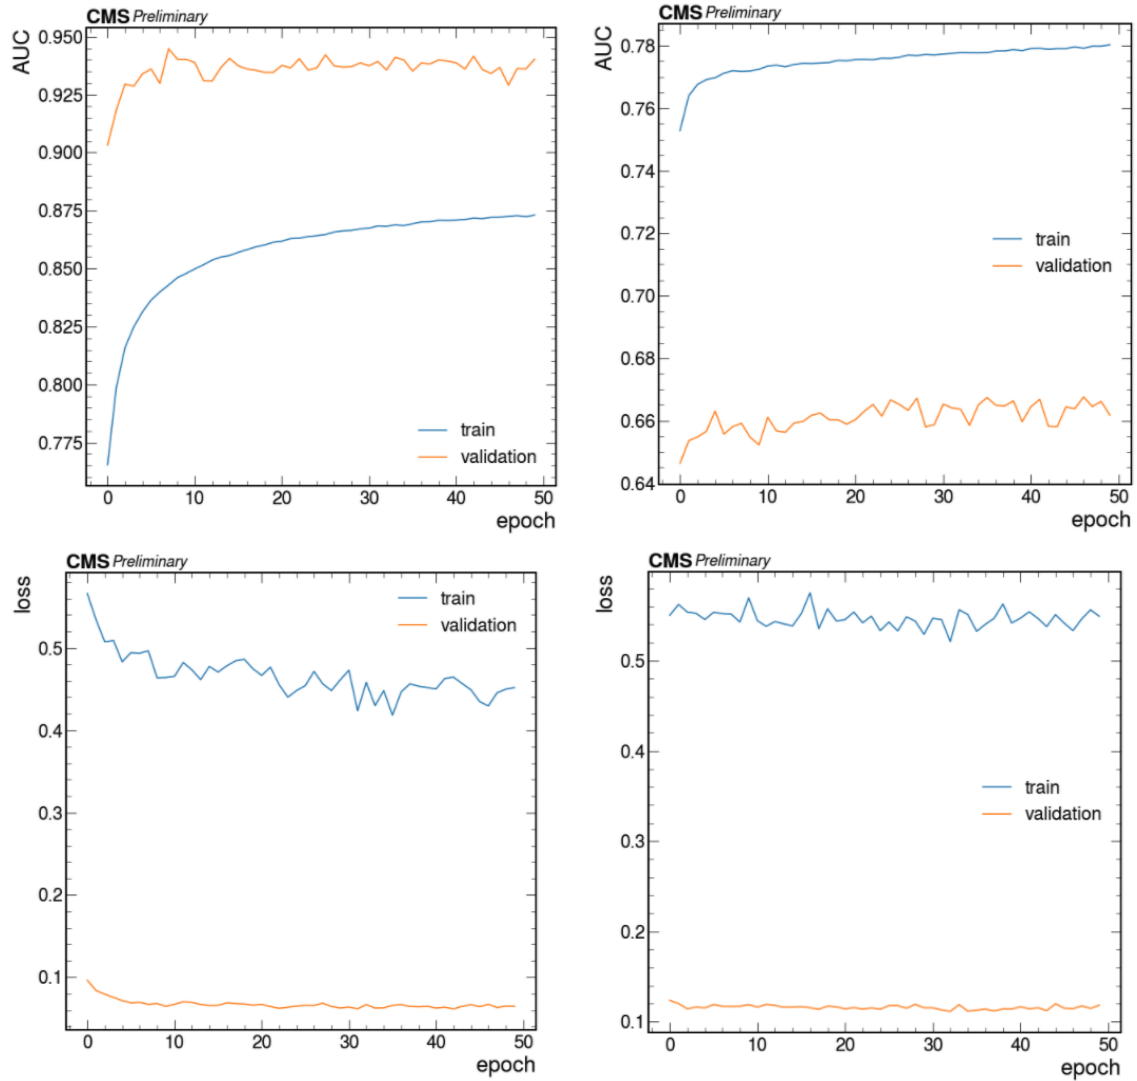 CMS Preliminary
AUC
0.950
0.925
0.900
0.875
0.850
0.825
0.800
0.775
train
validation
0 10 20 30 40 50
epoch
CMS Preliminary
AUC
0.78
0.76
0.74
0.72
0.70
0.68
0.66
0.64
train
validation
0 10 20 30 40 50
epoch
CMS Preliminary
loss
0.5
0.4
0.3
0.2
0.1
train
validation
0 10 20 30 40 50
epoch
CMS Preliminary
loss
0.5
0.4
0.3
0.2
0.1
train
validation
0 10 20 30 40 50
epoch